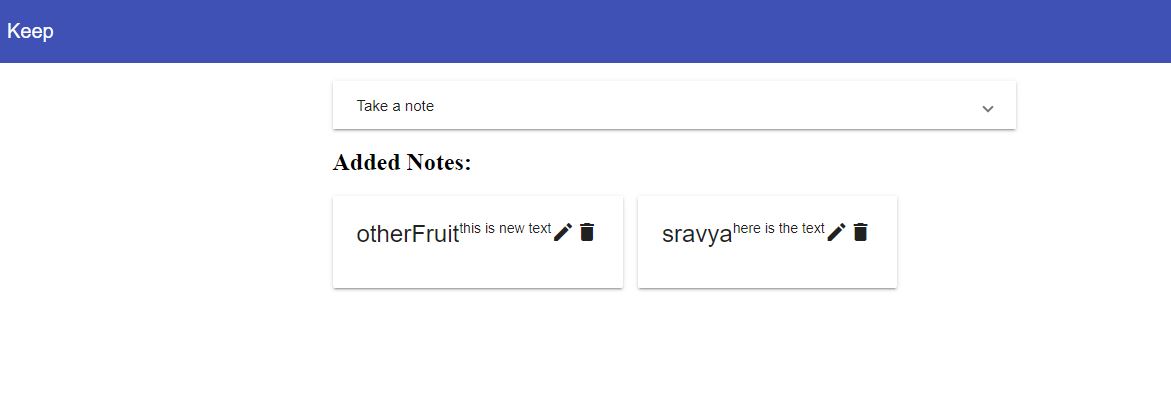 Keep
Take a note
Added Notes:
otherFruit this is new text
sravya here is the text